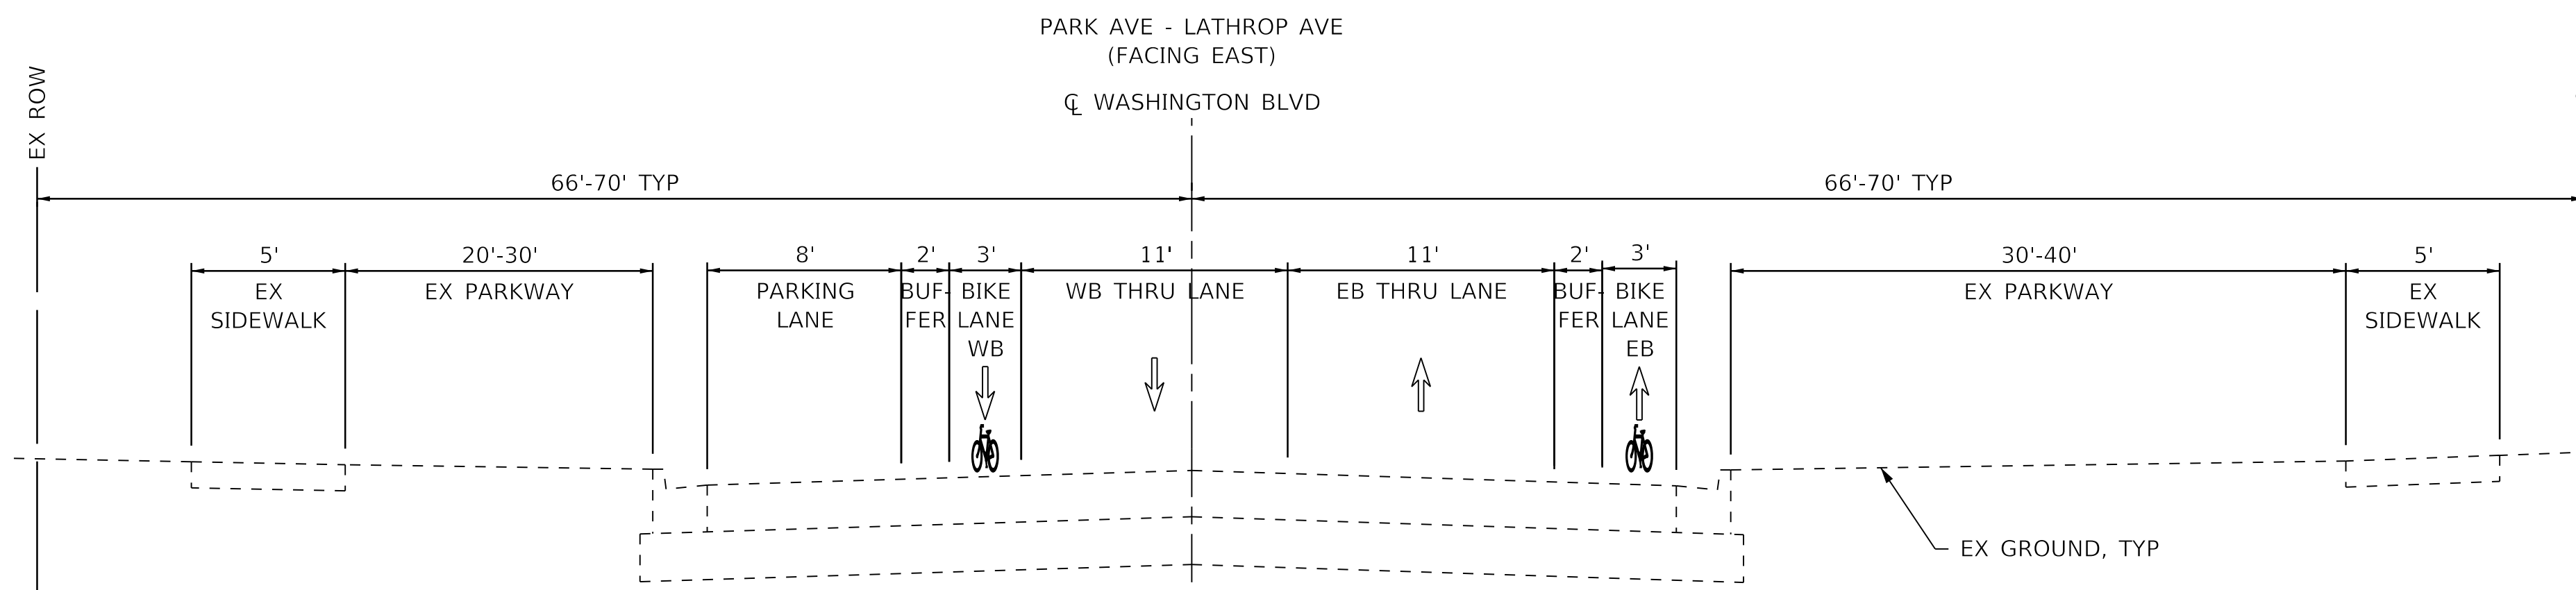 PARK AVE - LATHROP AVE
(FACING EAST)
℄ WASHINGTON BLVD
EX ROW
66'-70' TYP
66'-70' TYP
5'
20'-30'
8'
2'
3'
11'
11'
2'
3'
30'-40'
5'
EX
SIDEWALK
EX PARKWAY
PARKING
LANE
BUF-
FER
BIKE
LANE
WB
WB THRU LANE
EB THRU LANE
BUF-
FER
BIKE
LANE
EB
EX PARKWAY
EX
SIDEWALK
EX GROUND, TYP